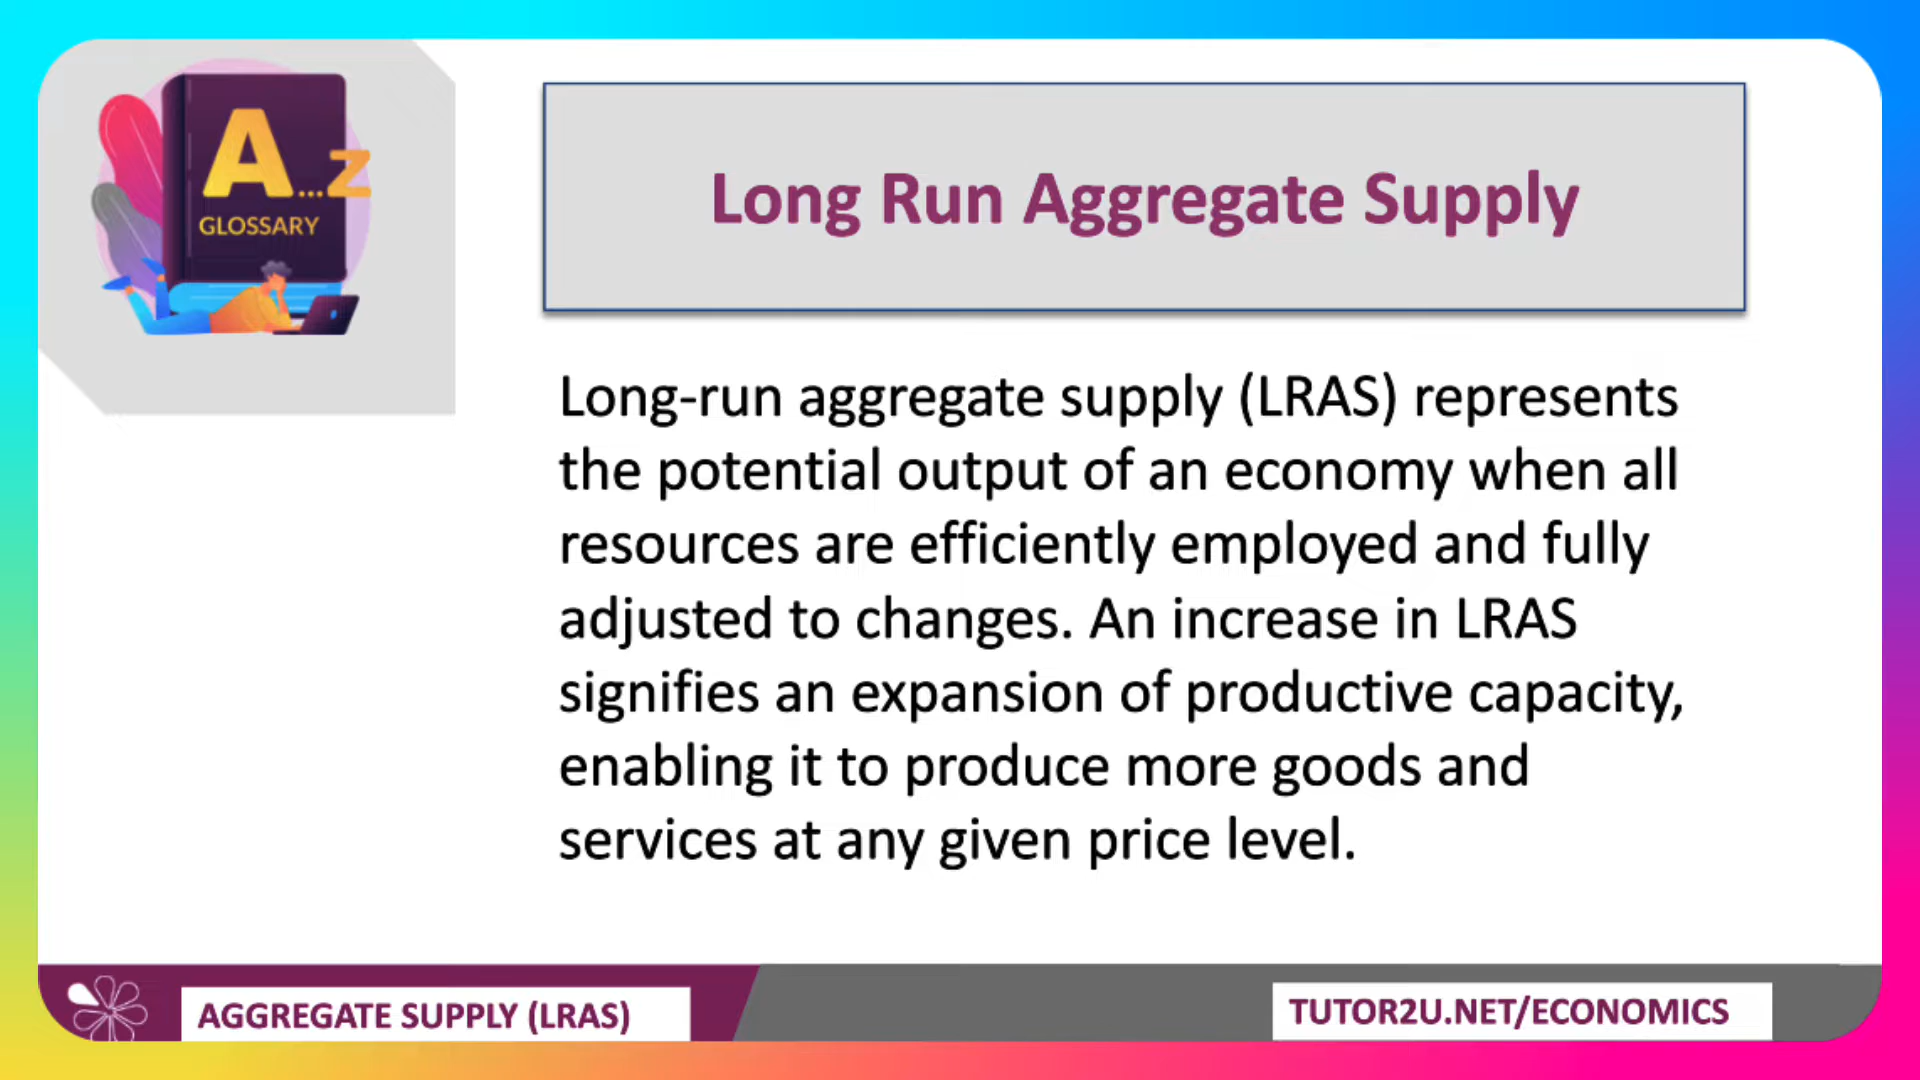 A...Z
GLOSSARY
Long Run Aggregate Supply
Long-run aggregate supply (LRAS) represents
the potential output of an economy when all
resources are efficiently employed and fully
adjusted to changes. An increase in LRAS
signifies an expansion of productive capacity,
enabling it to produce more goods and
services at any given price level.
AGGREGATE SUPPLY (LRAS)
TUTOR2U.NET/ECONOMICS